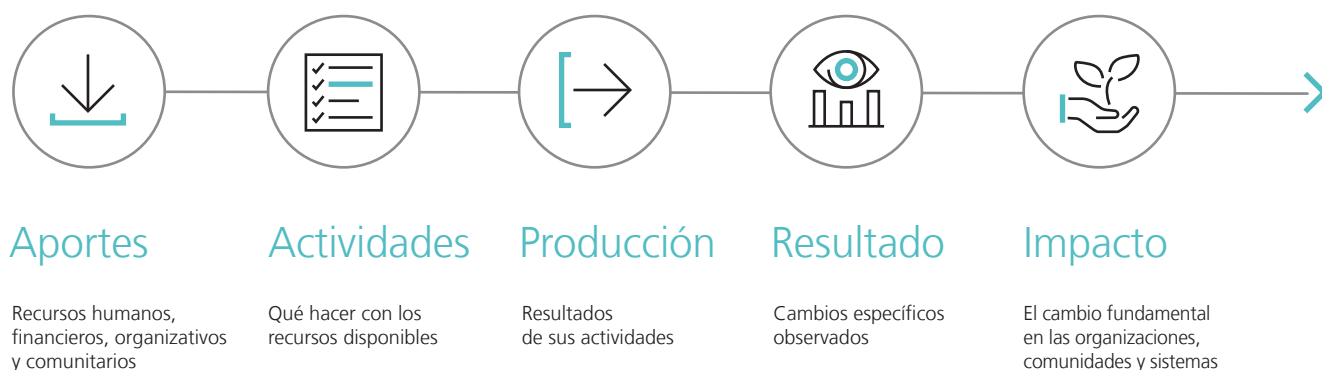 Aportes
Recursos humanos,
financieros, organizativos
y comunitarios
Actividades
Qué hacer con los
recursos disponibles
Producción
Resultados
de sus actividades
Resultado
Cambios específicos
observados
Impacto
El cambio fundamental
en las organizaciones,
comunidades y sistemas